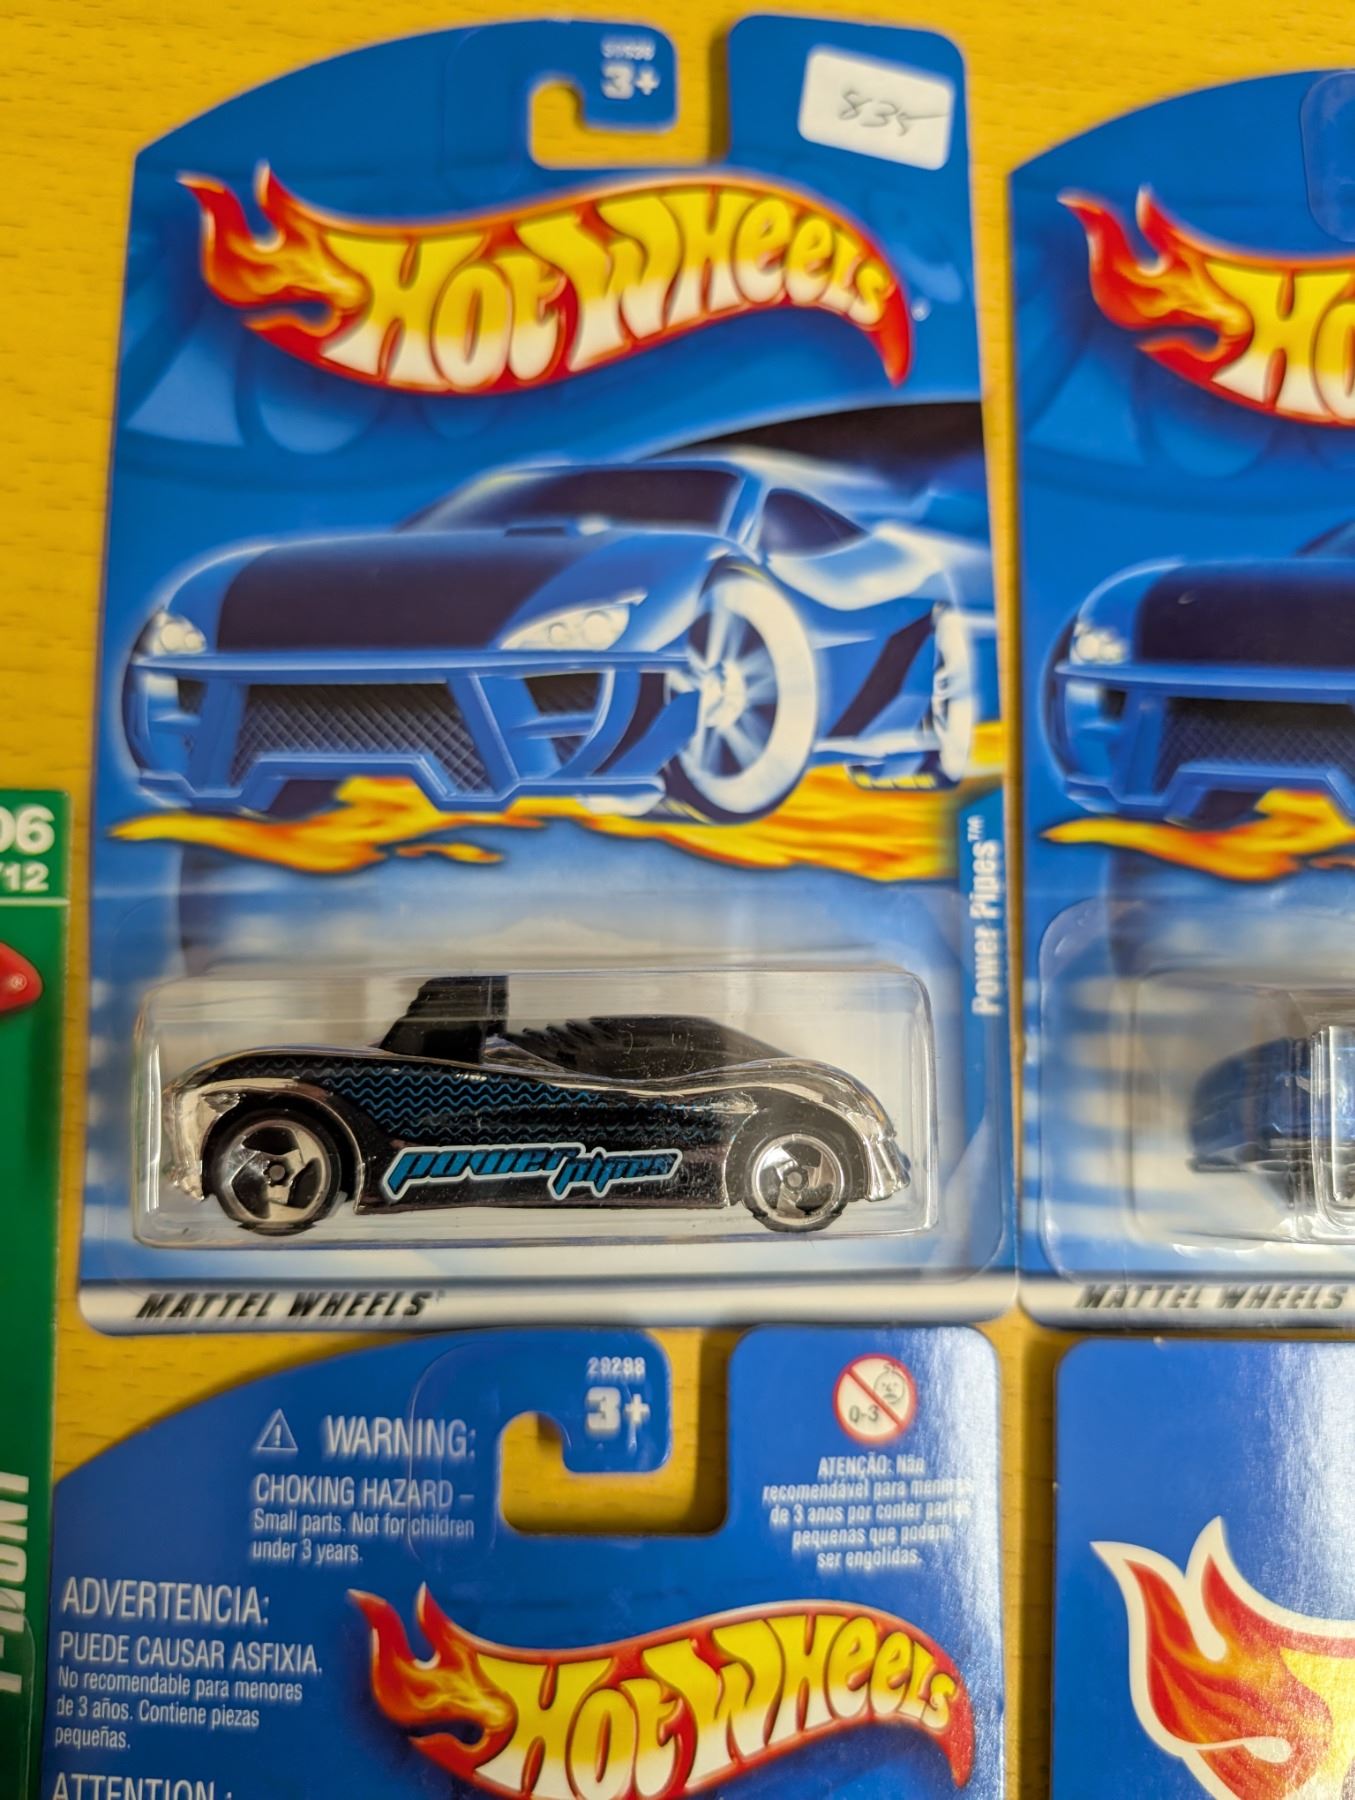 3+
835
HOT WHEELS
HOT
Power Pipes™
power pipes
MATTEL WHEELS
MATTEL WHEELS
06
/12
®
T-BUCKET
29298
3+
WARNING:
CHOKING HAZARD –
Small parts. Not for children
under 3 years.
0-3
ATENÇÃO: Não
recomendável para menores
de 3 anos por conter partes
pequenas que podem
ser engolidas.
ADVERTENCIA:
PUEDE CAUSAR ASFIXIA.
No recomendable para menores
de 3 años. Contiene piezas
pequeñas.
ATTENTION :
HOT WHEELS